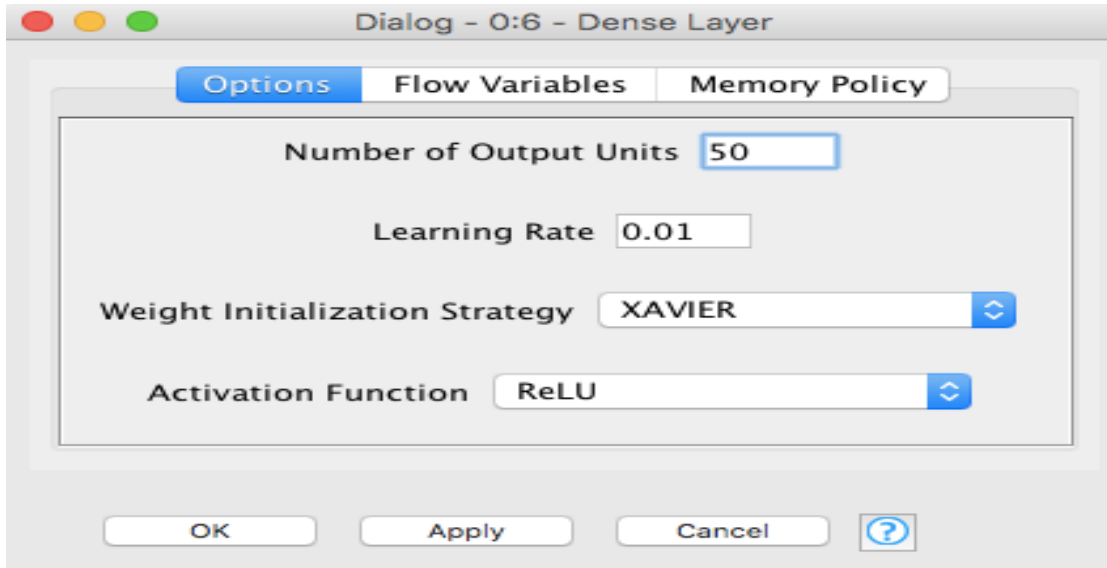 Dialog - 0:6 - Dense Layer
Options Flow Variables Memory Policy
Number of Output Units 50
Learning Rate 0.01
Weight Initialization Strategy XAVIER
Activation Function ReLU
OK Apply Cancel ?